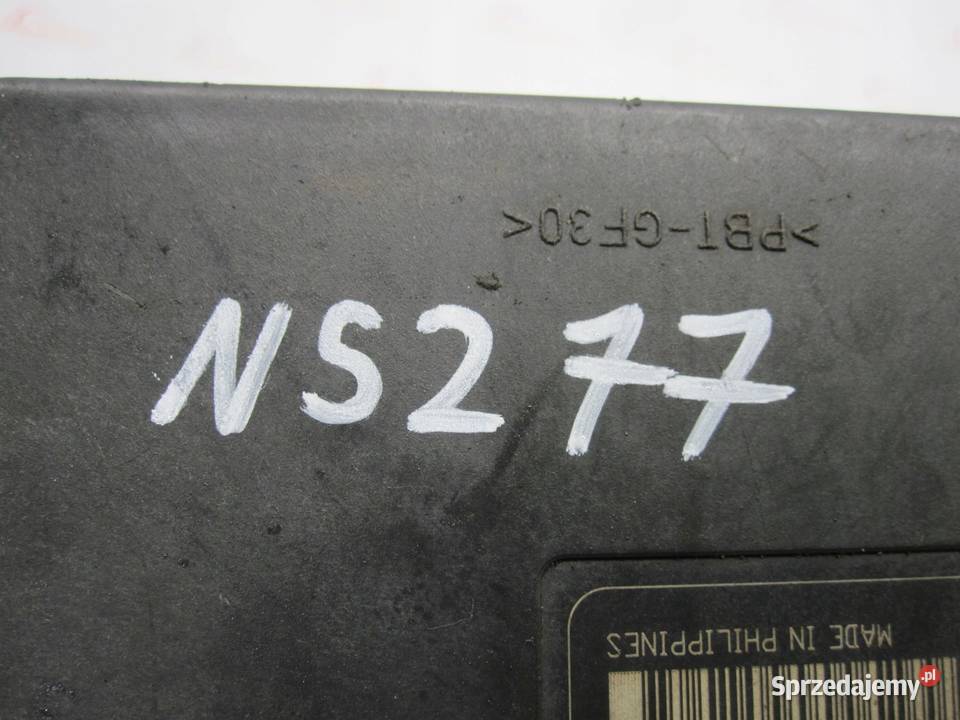 >PBT-GF30<
NS277
MADE IN PHILIPPINES
Sprzedajemy.pl